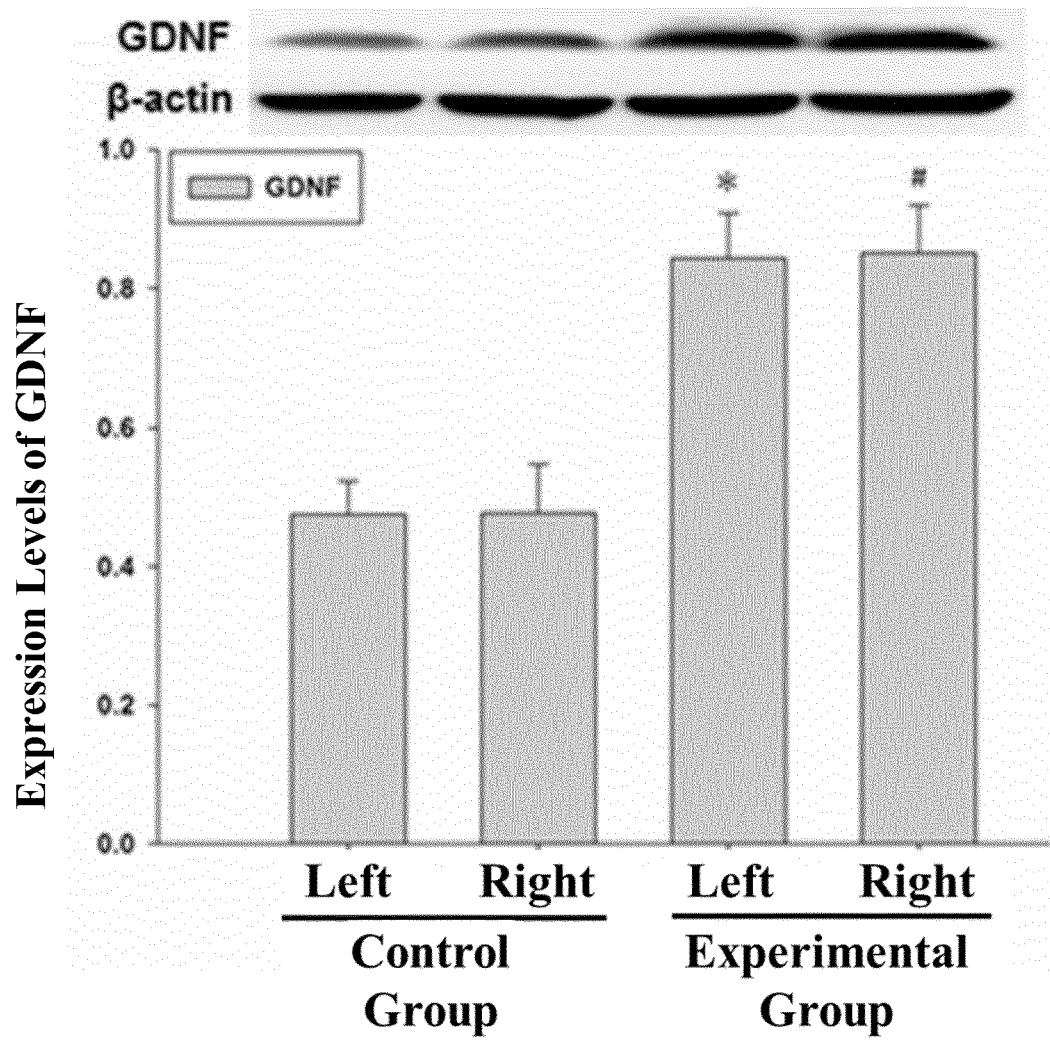 GDNF
β-actin
1.0
GDNF
* #
0.8
0.6
0.4
0.2
0.0
Expression Levels of GDNF
Left Right Left Right
Control Experimental
Group Group